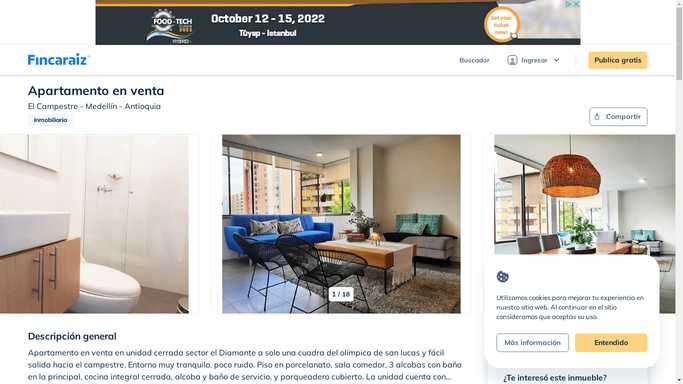 FOOD-TECH
HYBRID
October 12 - 15, 2022
Tüyap - Istanbul
Get your
ticket
now!
Fincaraiz
Buscador
Ingresar
Publica gratis
Apartamento en venta
El Campestre - Medellín - Antioquia
Inmobiliaria
Compartir
1 / 18
Utilizamos cookies para mejorar tu experiencia en
nuestro sitio web. Al continuar en el sitio
consideramos que aceptas su uso.
Más información
Entendido
Descripción general
Apartamento en venta en unidad cerrada sector el Diamante a solo una cuadra del olímpica de san lucas y fácil
salida hacia el campestre. Entorno muy tranquilo, poco ruido. Piso en porcelanato, sala comedor, 3 alcobas con baño
en la principal, cocina integral cerrada, alcoba y baño de servicio, y parqueadero cubierto. La unidad cuenta con...
¿Te interesó este inmueble?